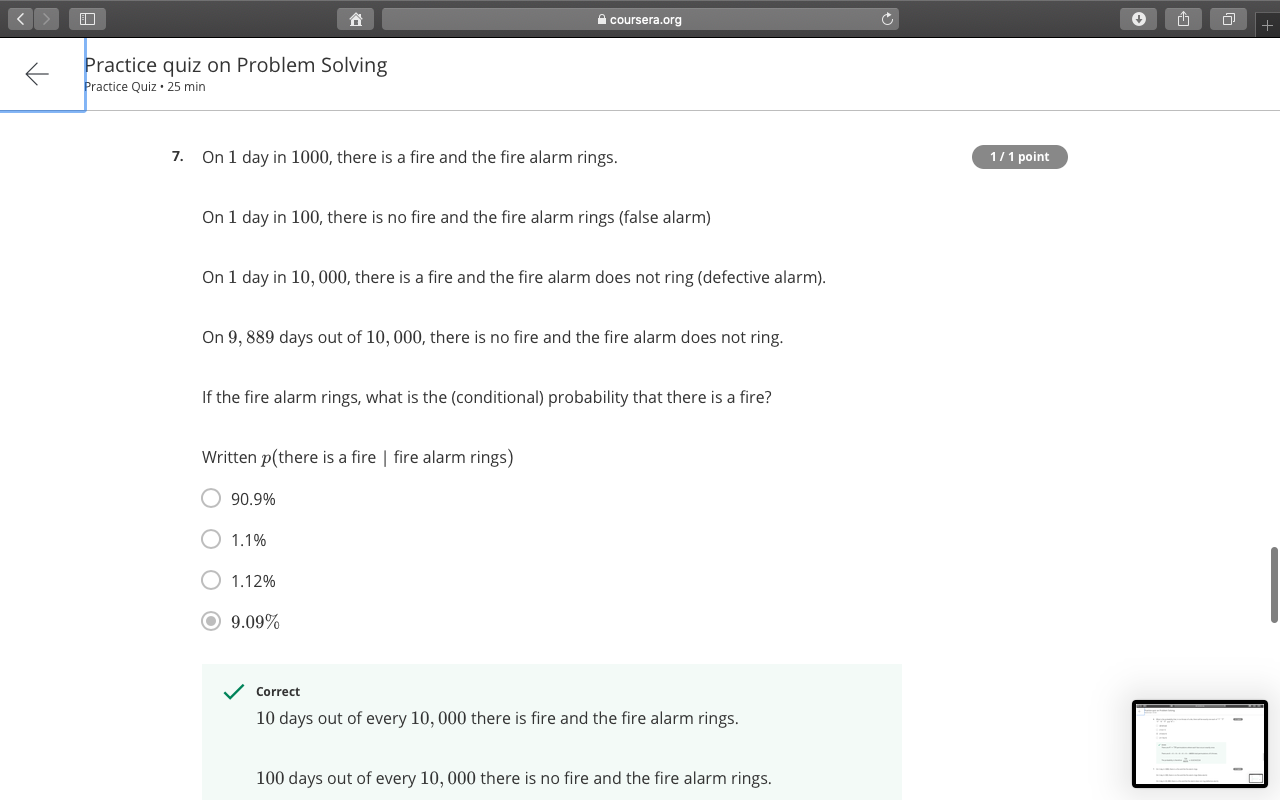 coursera.org
Practice quiz on Problem Solving
Practice Quiz • 25 min
7. On 1 day in 1000, there is a fire and the fire alarm rings.
1 / 1 point
On 1 day in 100, there is no fire and the fire alarm rings (false alarm)
On 1 day in 10, 000, there is a fire and the fire alarm does not ring (defective alarm).
On 9, 889 days out of 10, 000, there is no fire and the fire alarm does not ring.
If the fire alarm rings, what is the (conditional) probability that there is a fire?
Written p(there is a fire | fire alarm rings)
90.9%
1.1%
1.12%
9.09%
Correct
10 days out of every 10, 000 there is fire and the fire alarm rings.
100 days out of every 10, 000 there is no fire and the fire alarm rings.